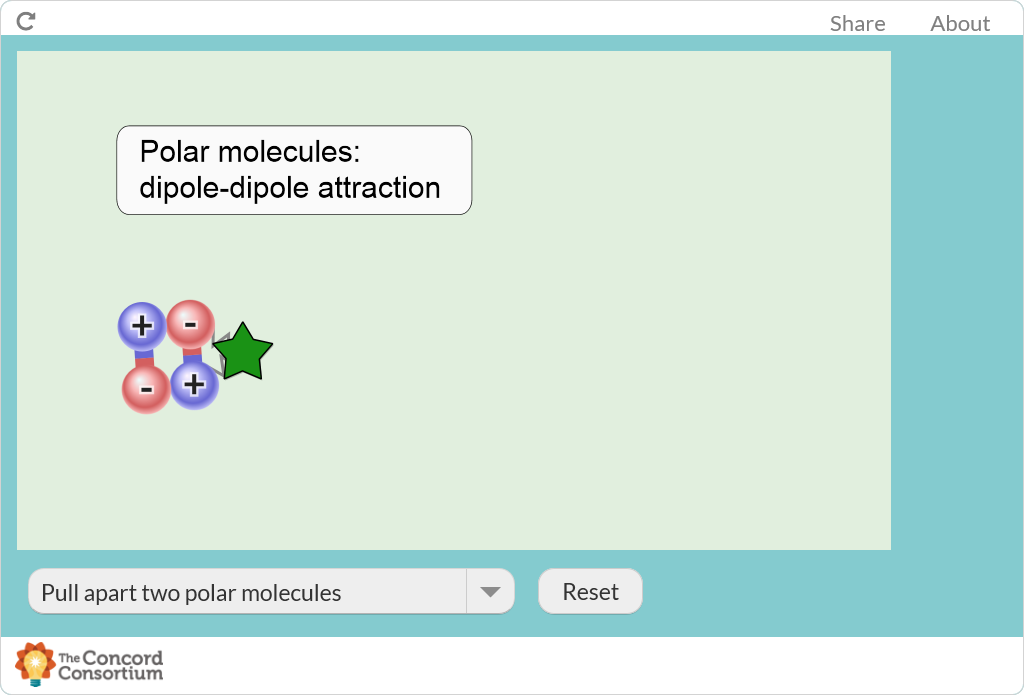 Share About
Polar molecules:
dipole-dipole attraction
+ -
- +
Pull apart two polar molecules
Reset
The Concord
Consortium